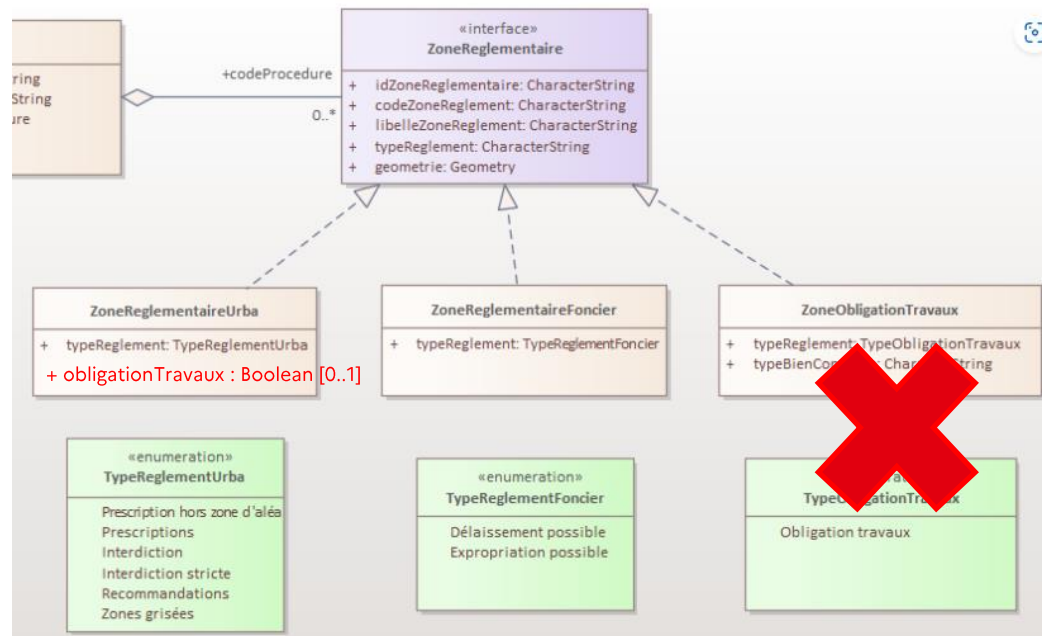 «interface»
ZoneReglementaire
+ idZoneReglementaire: CharacterString
+ codeZoneReglement: CharacterString
+ libelleZoneReglement: CharacterString
+ typeReglement: CharacterString
+ geometrie: Geometry
+codeProcedure
0..*
ring
String
ure
ZoneReglementaireUrba
+ typeReglement: TypeReglementUrba
+ obligationTravaux : Boolean [0..1]
ZoneReglementaireFoncier
+ typeReglement: TypeReglementFoncier
ZoneObligationTravaux
+ typeReglement: TypeObligationTravaux
+
«enumeration»
TypeReglementUrba
Prescription hors zone d'aléa
Prescriptions
Interdiction
Interdiction stricte
Recommandations
Zones grisées
«enumeration»
TypeReglementFoncier
Délaissement possible
Expropriation possible
Obligation travaux